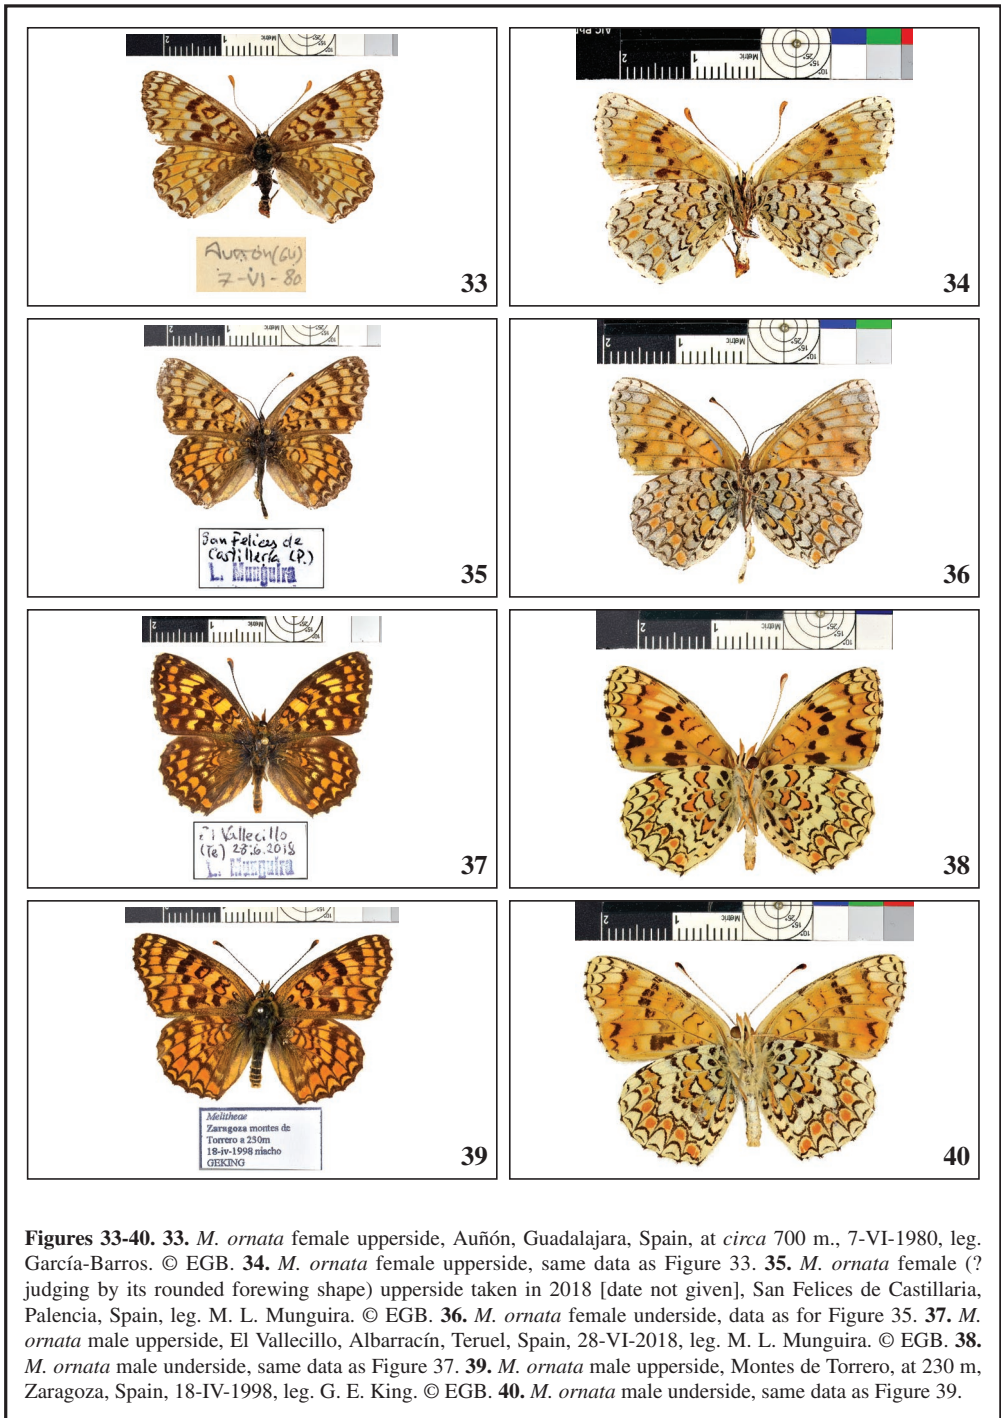 Auñón (GU)
7-VI-80
33
34
San Felices de
Castillería (P.)
L. Munguira
35
36
El Vallecillo
(Te) 28.6.2018
L. Munguira
37
38
Melitheae
Zaragoza montes de
Torrero a 230m
18-iv-1998 macho
GEKING
39
40
Figures 33-40. 33. M. ornata female upperside, Auñón, Guadalajara, Spain, at circa 700 m., 7-VI-1980, leg.
García-Barros. © EGB. 34. M. ornata female upperside, same data as Figure 33. 35. M. ornata female (?
judging by its rounded forewing shape) upperside taken in 2018 [date not given], San Felices de Castillaria,
Palencia, Spain, leg. M. L. Munguira. © EGB. 36. M. ornata female underside, data as for Figure 35. 37. M.
ornata male upperside, El Vallecillo, Albarracín, Teruel, Spain, 28-VI-2018, leg. M. L. Munguira. © EGB. 38.
M. ornata male underside, same data as Figure 37. 39. M. ornata male upperside, Montes de Torrero, at 230 m,
Zaragoza, Spain, 18-IV-1998, leg. G. E. King. © EGB. 40. M. ornata male underside, same data as Figure 39.